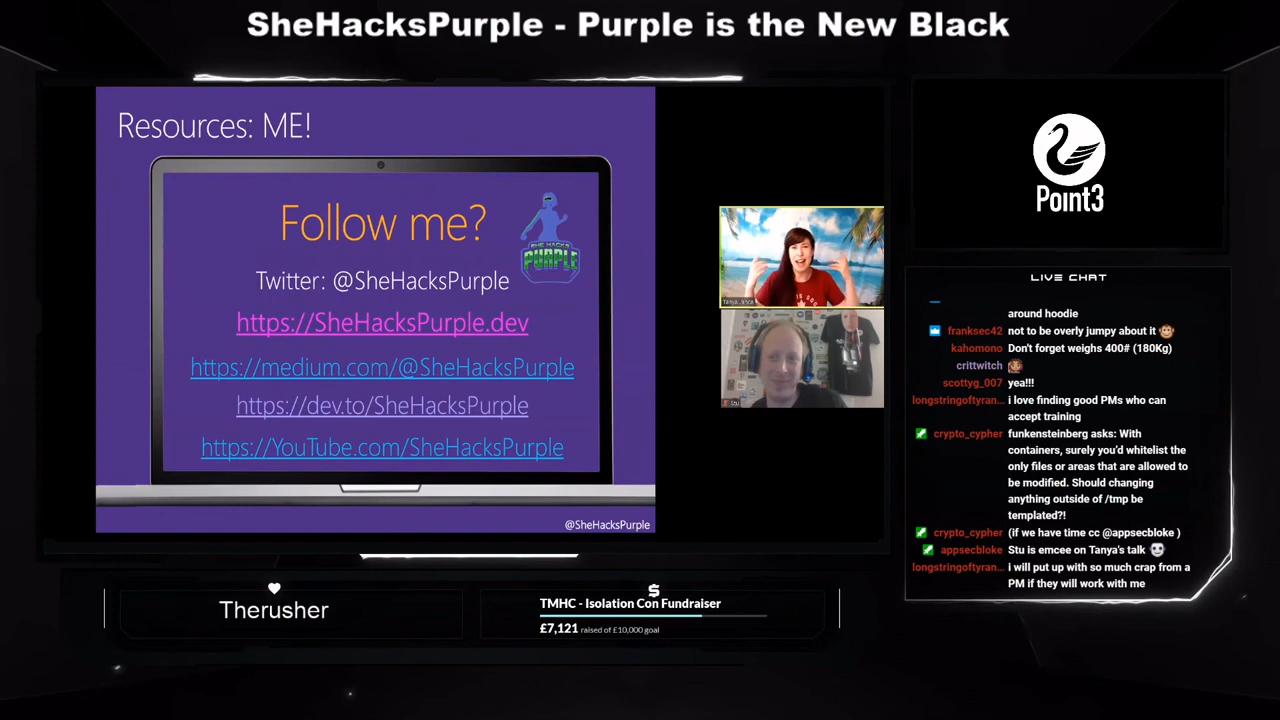 SheHacksPurple - Purple is the New Black
Resources: ME!
Follow me?
SHE HACKS
PURPLE
Twitter: @SheHacksPurple
https://SheHacksPurple.dev
https://medium.com/@SheHacksPurple
https://dev.to/SheHacksPurple
https://YouTube.com/SheHacksPurple
@SheHacksPurple
Stu
Point3
LIVE CHAT
around hoodie
franksec42 not to be overly jumpy about it
kahomono Don't forget weighs 400# (180Kg)
crittwitch
scottyg_007 yea!!!
longstringoftyran... i love finding good PMs who can
accept training
crypto_cypher funkensteinberg asks: With
containers, surely you'd whitelist the
only files or areas that are allowed to
be modified. Should changing
anything outside of /tmp be
templated?!
crypto_cypher (if we have time cc @appsecbloke )
appsecbloke Stu is emcee on Tanya's talk
longstringoftyran... i will put up with so much crap from a
PM if they will work with me
Therusher
$
TMHC - Isolation Con Fundraiser
£7,121 raised of £10,000 goal